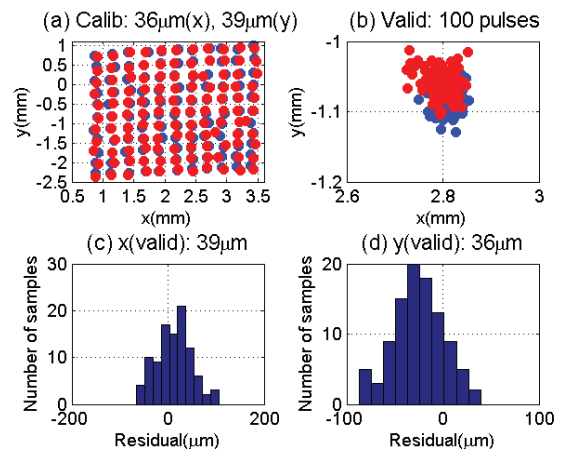 (a) Calib: 36μm(x), 39μm(y)
(b) Valid: 100 pulses
y(mm)
1
0.5
0
-0.5
-1
-1.5
-2
-2.5
0.5 1 1.5 2 2.5 3 3.5
x(mm)
y(mm)
-1
-1.1
-1.2
2.6 2.8 3
x(mm)
(c) x(valid): 39μm
(d) y(valid): 36μm
Number of samples
30
20
10
0
-200 0 200
Residual(μm)
Number of samples
20
10
0
-100 0 100
Residual(μm)